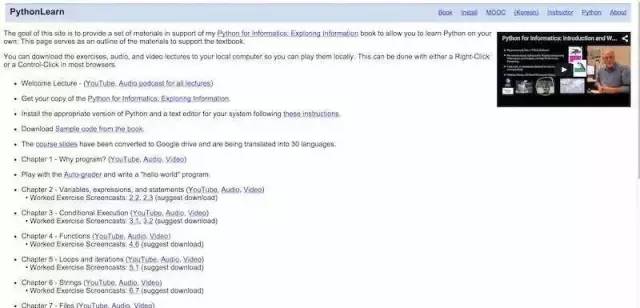 PythonLearn
Book Install MOOC (Korean) Instructor Python About
The goal of this site is to provide a set of materials in support of my Python for Informatics: Exploring Information book to allow you to learn Python on
your own. This page serves as an outline of the materials to support the textbook.
You can download the exercises, audio, and video lectures to your local computer so you can play them locally. This can be done with either a Right-Click
or a Control-Click in most browsers.
Python for Informatics: Introduction and W...
• Welcome Lecture - (YouTube, Audio podcast for all lectures)
• Get your copy of the Python for Informatics: Exploring Information.
• Install the appropriate version of Python and a text editor for your system following these instructions.
• Download Sample code from the book.
• The course slides have been converted to Google drive and are being translated into 30 languages.
• Chapter 1 - Why program? (YouTube, Audio, Video)
• Play with the Auto-grader and write a "hello world" program.
• Chapter 2 - Variables, expressions, and statements (YouTube, Audio, Video)
• Worked Exercise Screencasts: 2.2, 2.3 (suggest download)
• Chapter 3 - Conditional Execution (YouTube, Audio, Video)
• Worked Exercise Screencasts: 3.1, 3.2 (suggest download)
• Chapter 4 - Functions (YouTube, Audio, Video)
• Worked Exercise Screencasts: 4.6 (suggest download)
• Chapter 5 - Loops and iterations (YouTube, Audio, Video)
• Worked Exercise Screencasts: 5.1 (suggest download)
• Chapter 6 - Strings (YouTube, Audio, Video)
• Worked Exercise Screencasts: 6.7 (suggest download)
• Chapter 7 - Files (YouTube, Audio, Video)